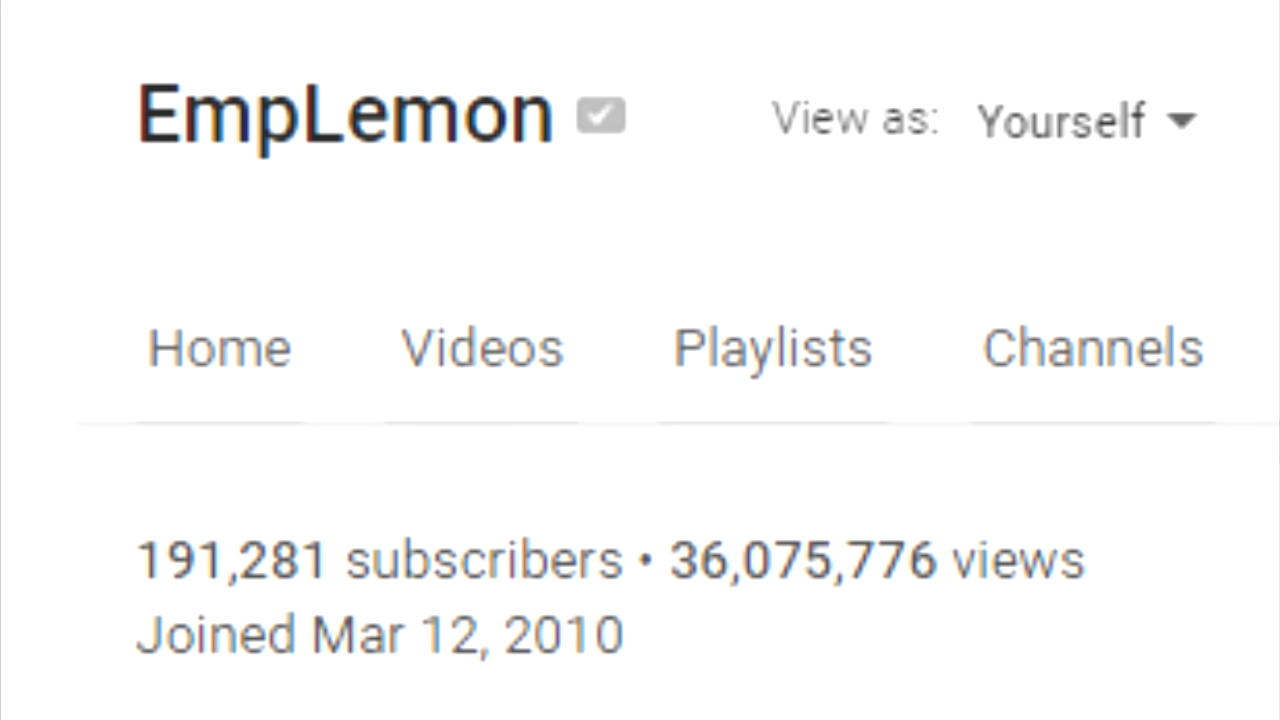 EmpLemon View as: Yourself
Home Videos Playlists Channels
191,281 subscribers • 36,075,776 views
Joined Mar 12, 2010